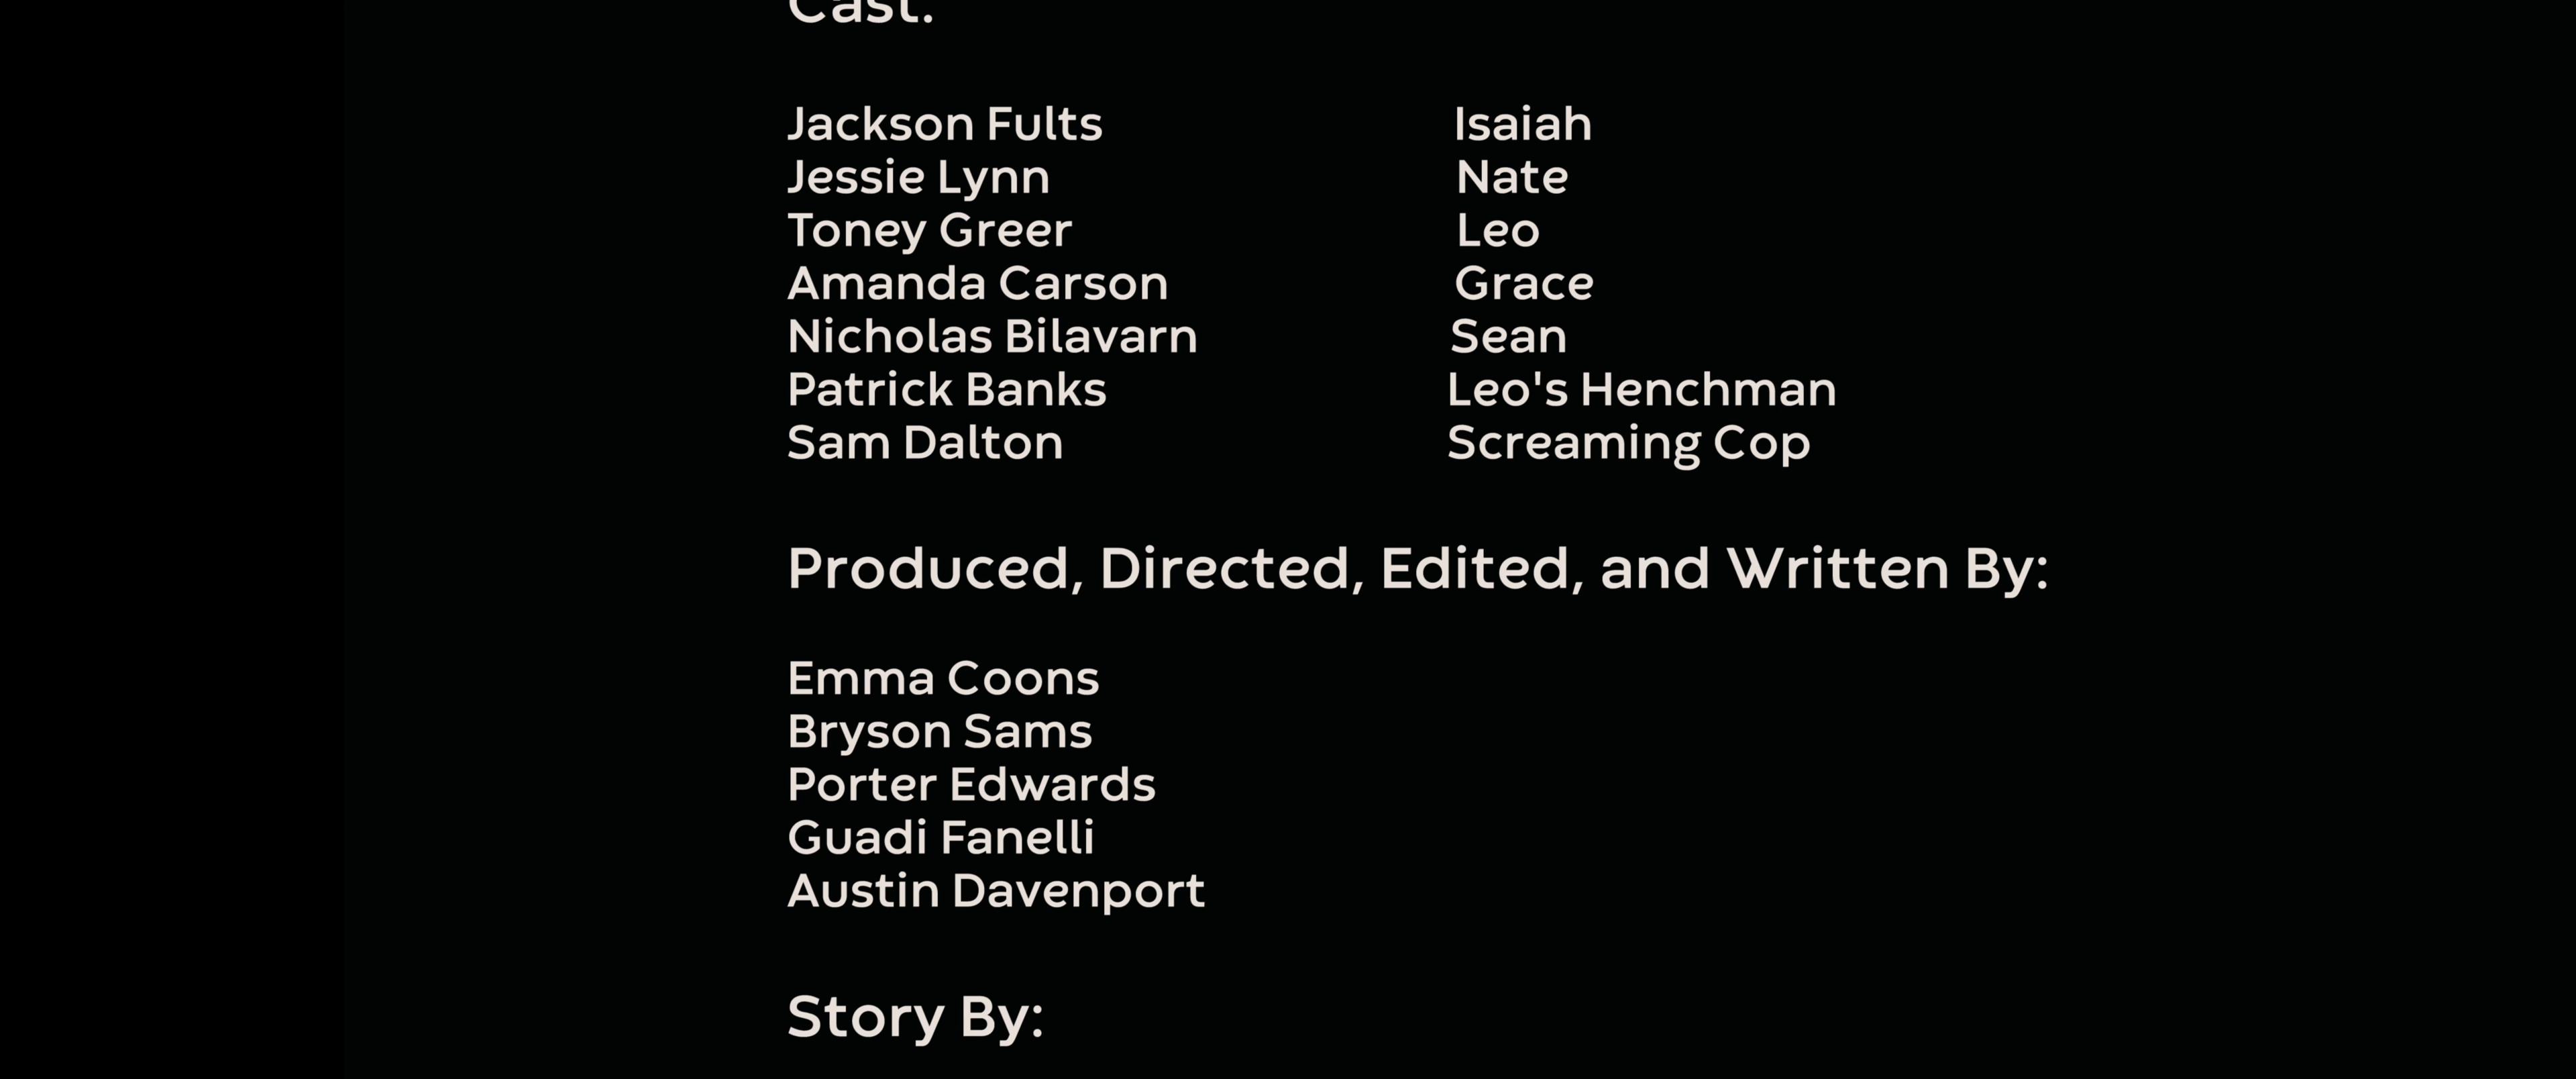 Cast:
Jackson Fults Isaiah
Jessie Lynn Nate
Toney Greer Leo
Amanda Carson Grace
Nicholas Bilavarn Sean
Patrick Banks Leo's Henchman
Sam Dalton Screaming Cop
Produced, Directed, Edited, and Written By:
Emma Coons
Bryson Sams
Porter Edwards
Guadi Fanelli
Austin Davenport
Story By: